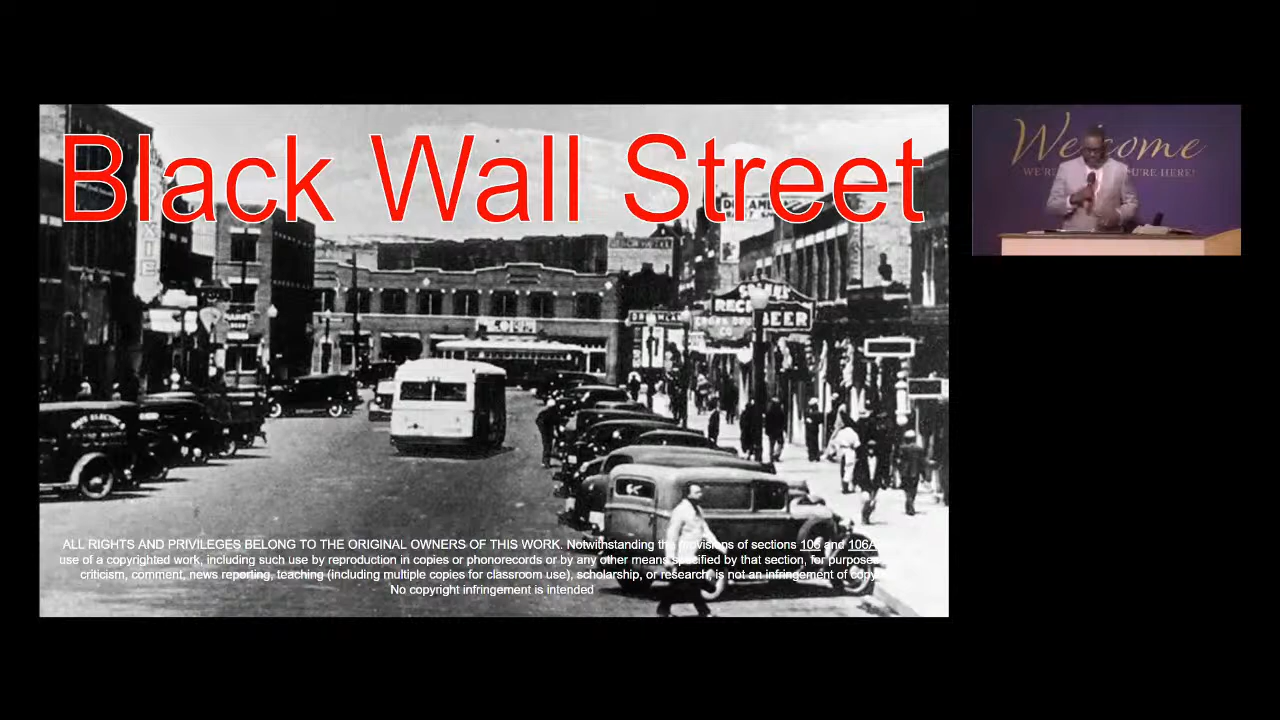 Black Wall Street
Welcome
BEER
ALL RIGHTS AND PRIVILEGES BELONG TO THE ORIGINAL OWNERS OF THIS WORK. Notwithstanding the provisions of sections 106 and 106A
use of a copyrighted work, including such use by reproduction in copies or phonorecords or by any other means specified by that section, for purposes
criticism, comment, news reporting, teaching (including multiple copies for classroom use), scholarship, or research, is not an infringement of
No copyright infringement is intended